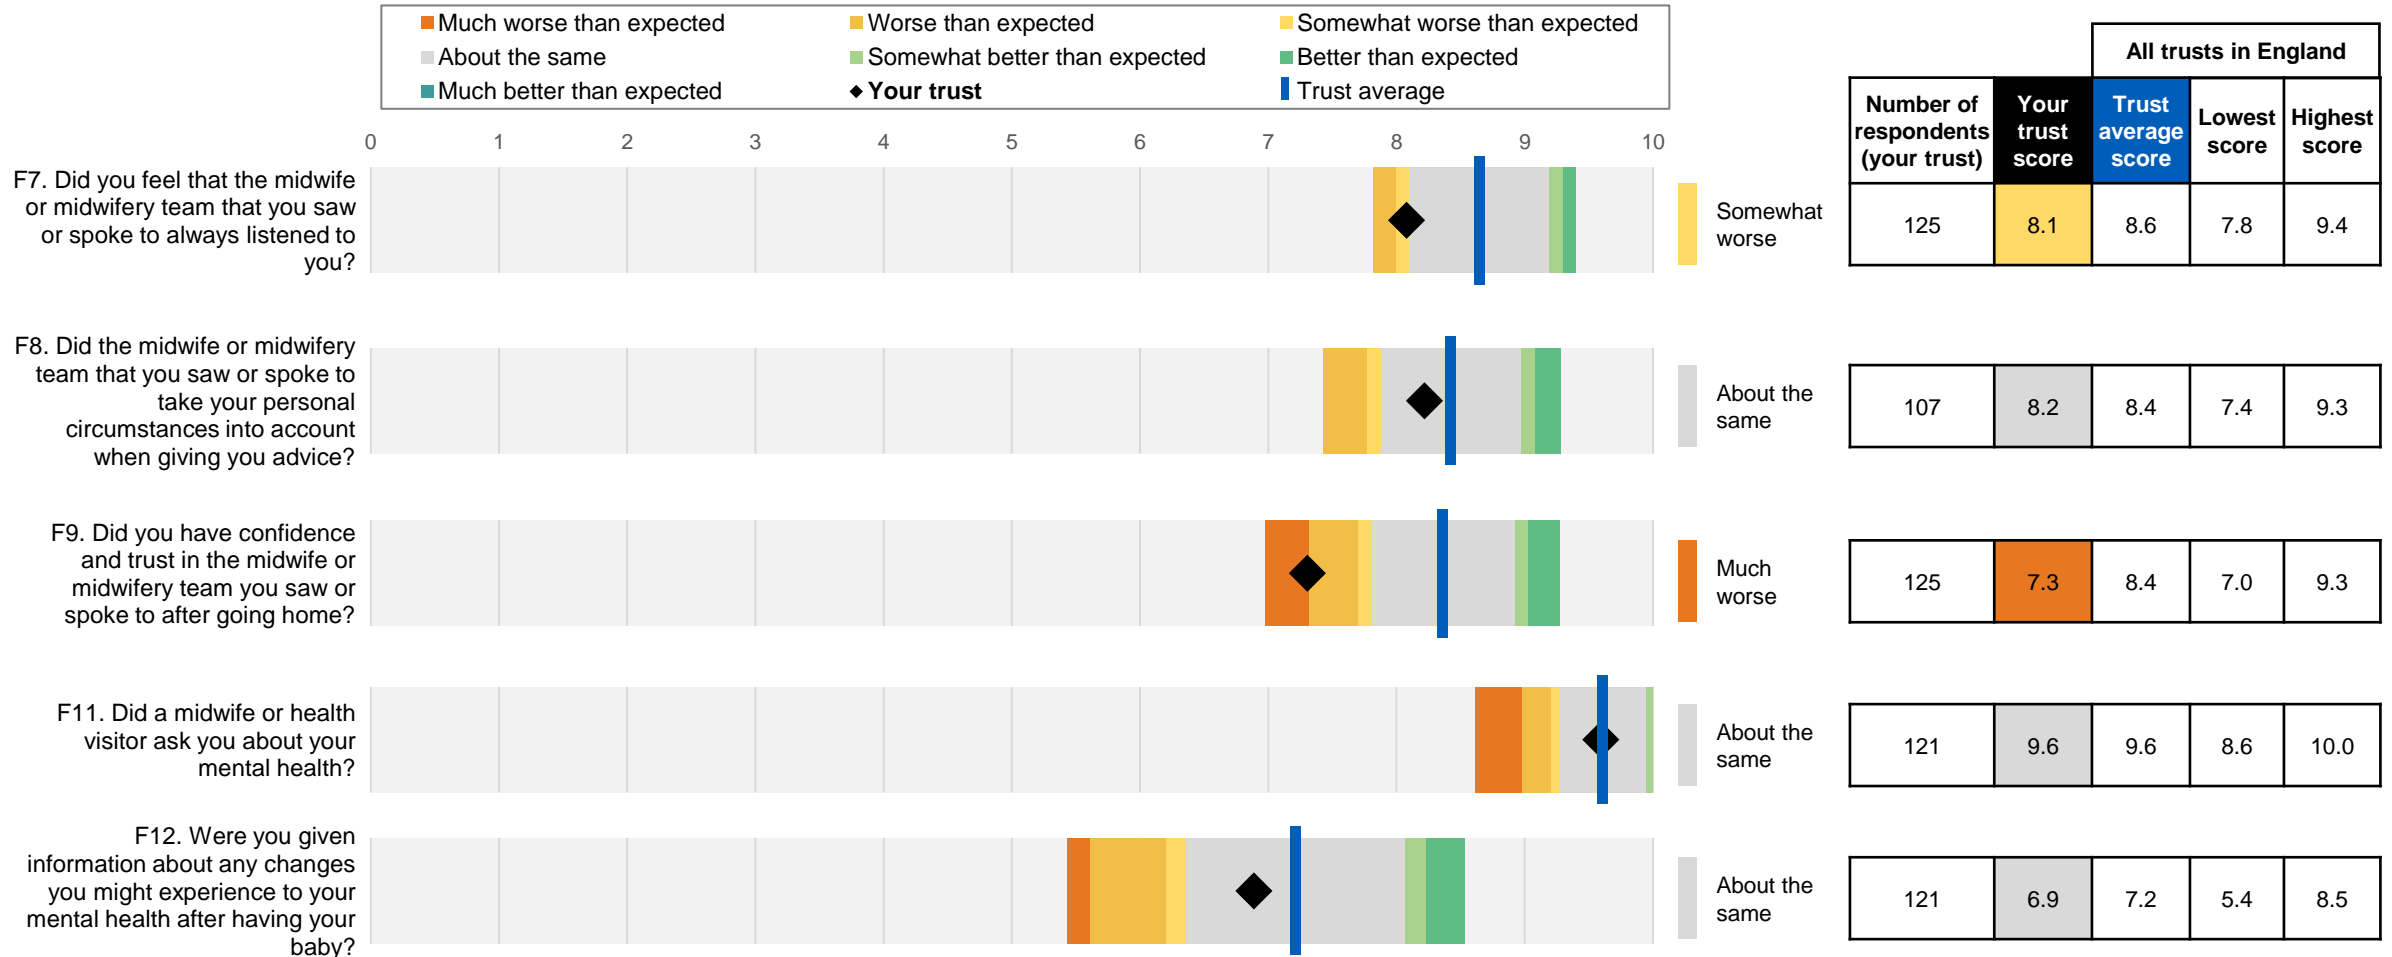 Much worse than expected
Worse than expected
Somewhat worse than expected
About the same
Somewhat better than expected
Better than expected
Much better than expected
Your trust
Trust average
All trusts in England
Number of
respondents
(your trust)
Your
trust
score
Trust
average
score
Lowest
score
Highest
score
0 1 2 3 4 5 6 7 8 9 10
F7. Did you feel that the midwife
or midwifery team that you saw
or spoke to always listened to
you?
Somewhat
worse
125 8.1 8.6 7.8 9.4
F8. Did the midwife or midwifery
team that you saw or spoke to
take your personal
circumstances into account
when giving you advice?
About the
same
107 8.2 8.4 7.4 9.3
F9. Did you have confidence
and trust in the midwife or
midwifery team you saw or
spoke to after going home?
Much
worse
125 7.3 8.4 7.0 9.3
F11. Did a midwife or health
visitor ask you about your
mental health?
About the
same
121 9.6 9.6 8.6 10.0
F12. Were you given
information about any changes
you might experience to your
mental health after having your
baby?
About the
same
121 6.9 7.2 5.4 8.5